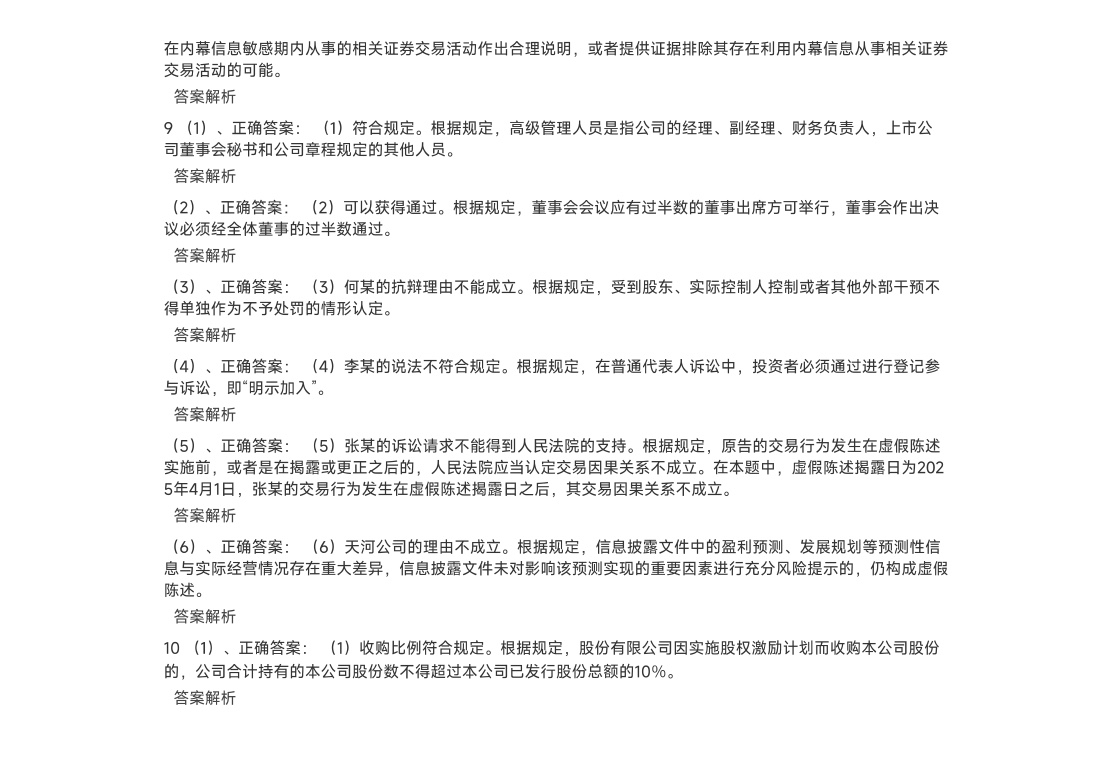 在内幕信息敏感期内从事的相关证券交易活动作出合理说明，或者提供证据排除其存在利用内幕信息从事相关证券
交易活动的可能。
答案解析
9 （1）、正确答案： （1）符合规定。根据规定，高级管理人员是指公司的经理、副经理、财务负责人，上市公
司董事会秘书和公司章程规定的其他人员。
答案解析
（2）、正确答案： （2）可以获得通过。根据规定，董事会会议应有过半数的董事出席方可举行，董事会作出决
议必须经全体董事的过半数通过。
答案解析
（3）、正确答案： （3）何某的抗辩理由不能成立。根据规定，受到股东、实际控制人控制或者其他外部干预不
得单独作为不予处罚的情形认定。
答案解析
（4）、正确答案： （4）李某的说法不符合规定。根据规定，在普通代表人诉讼中，投资者必须通过进行登记参
与诉讼，即“明示加入”。
答案解析
（5）、正确答案： （5）张某的诉讼请求不能得到人民法院的支持。根据规定，原告的交易行为发生在虚假陈述
实施前，或者是在揭露或更正之后的，人民法院应当认定交易因果关系不成立。在本题中，虚假陈述揭露日为202
5年4月1日，张某的交易行为发生在虚假陈述揭露日之后，其交易因果关系不成立。
答案解析
（6）、正确答案： （6）天河公司的理由不成立。根据规定，信息披露文件中的盈利预测、发展规划等预测性信
息与实际经营情况存在重大差异，信息披露文件未对影响该预测实现的重要因素进行充分风险提示的，仍构成虚假
陈述。
答案解析
10 （1）、正确答案： （1）收购比例符合规定。根据规定，股份有限公司因实施股权激励计划而收购本公司股份
的，公司合计持有的本公司股份数不得超过本公司已发行股份总额的10%。
答案解析